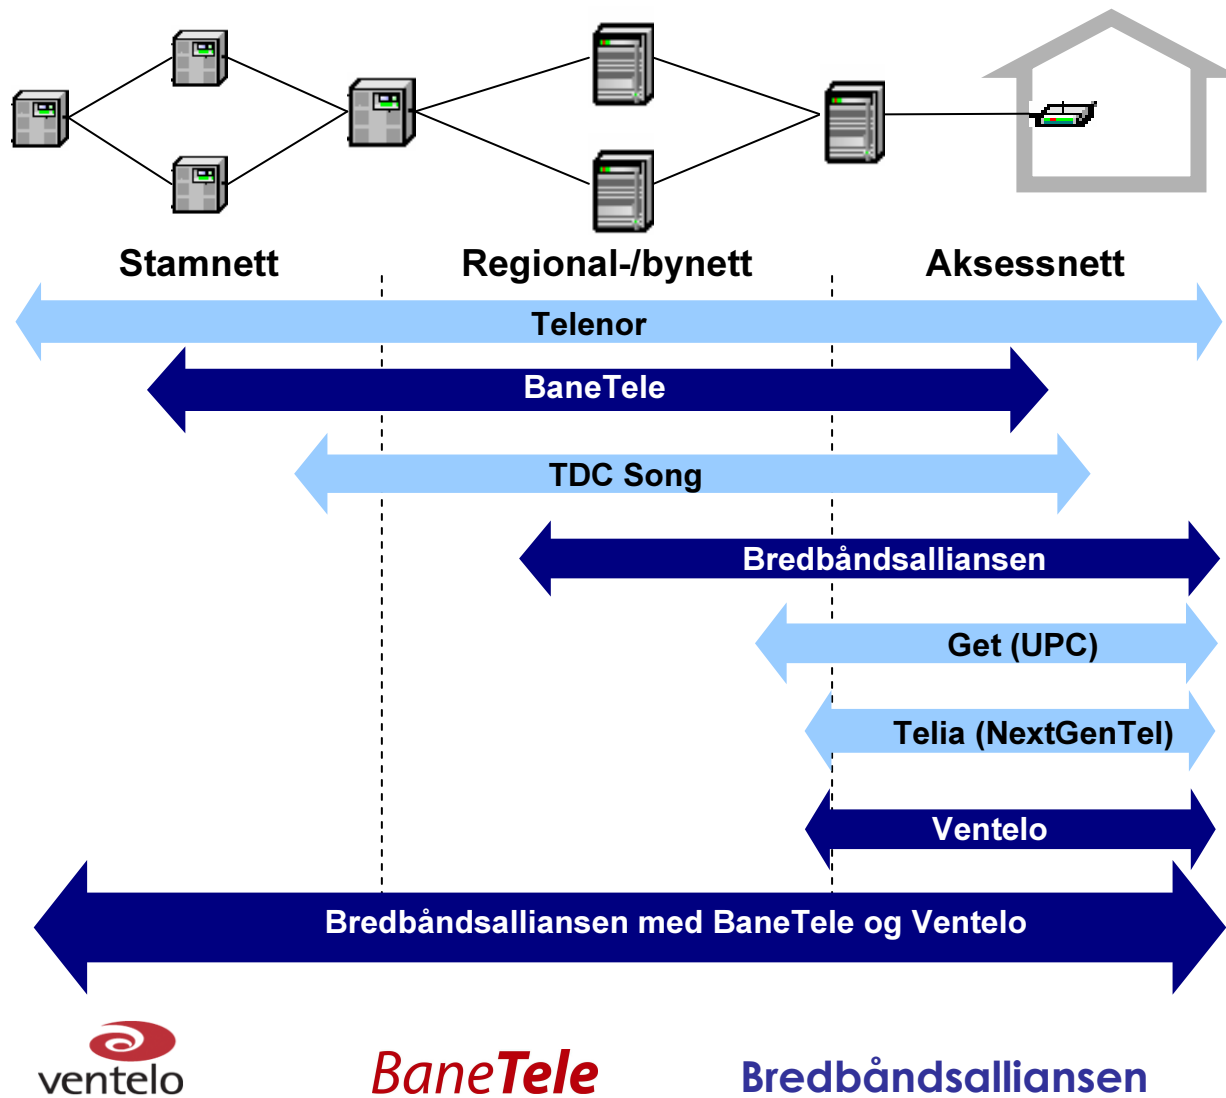 Stamnett Regional-/bynett Aksessnett
Telenor
BaneTele
TDC Song
Bredbåndsalliansen
Get (UPC)
Telia (NextGenTel)
Ventelo
Bredbåndsalliansen med BaneTele og Ventelo
ventelo BaneTele Bredbåndsalliansen